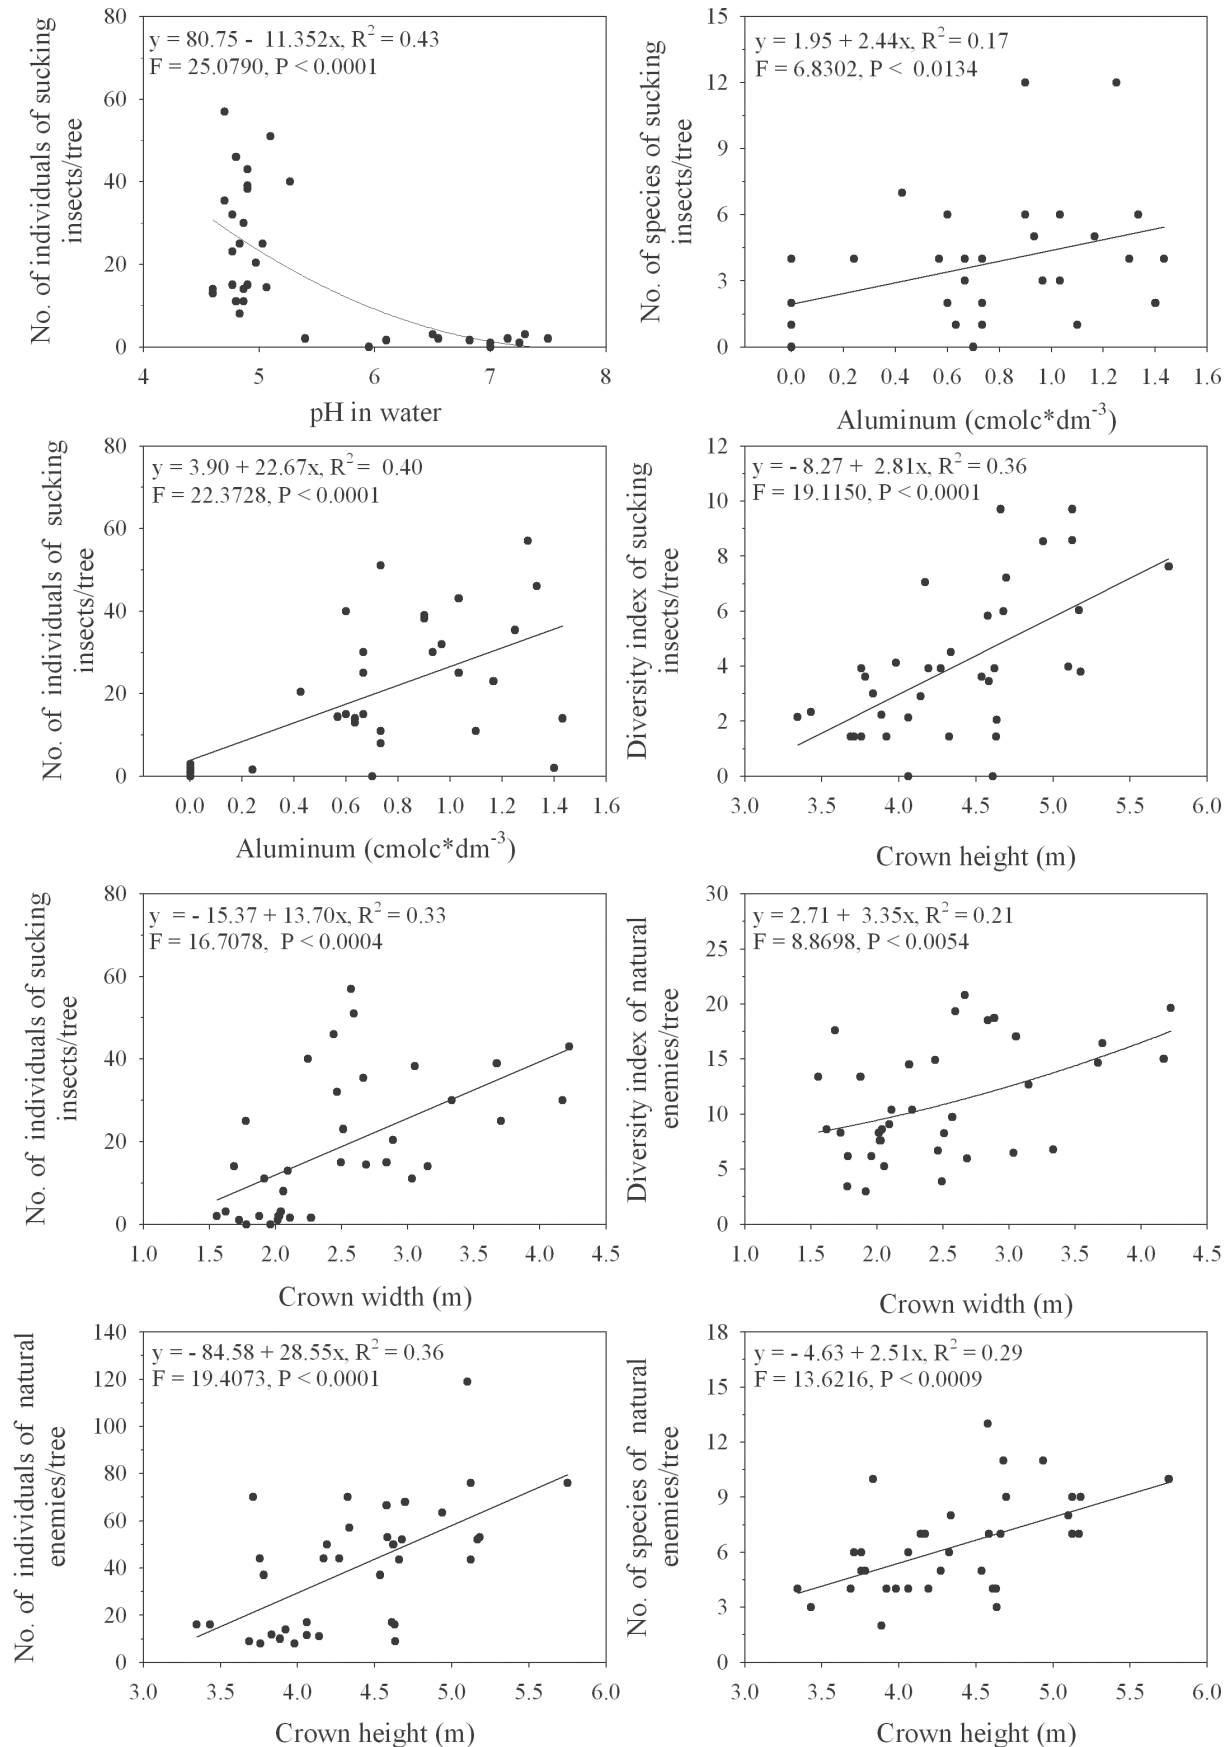 y = 80.75 - 11.352x, R2 = 0.43
F = 25.0790, P < 0.0001
No. of individuals of sucking
insects/tree
80
60
40
20
0
4 5 6 7 8
pH in water
y = 1.95 + 2.44x, R2 = 0.17
F = 6.8302, P < 0.0134
No. of species of sucking
insects/tree
15
12
9
6
3
0
0.0 0.2 0.4 0.6 0.8 1.0 1.2 1.4 1.6
Aluminum (cmolc*dm-3)
y = 3.90 + 22.67x, R2 = 0.40
F = 22.3728, P < 0.0001
No. of individuals of sucking
insects/tree
80
60
40
20
0
0.0 0.2 0.4 0.6 0.8 1.0 1.2 1.4 1.6
Aluminum (cmolc*dm-3)
y = - 8.27 + 2.81x, R2 = 0.36
F = 19.1150, P < 0.0001
Diversity index of sucking
insects/tree
12
10
8
6
4
2
0
3.0 3.5 4.0 4.5 5.0 5.5 6.0
Crown height (m)
y = - 15.37 + 13.70x, R2 = 0.33
F = 16.7078, P < 0.0004
No. of individuals of sucking
insects/tree
80
60
40
20
0
1.0 1.5 2.0 2.5 3.0 3.5 4.0 4.5
Crown width (m)
y = 2.71 + 3.35x, R2 = 0.21
F = 8.8698, P < 0.0054
Diversity index of natural
enemies/tree
30
25
20
15
10
5
0
1.0 1.5 2.0 2.5 3.0 3.5 4.0 4.5
Crown width (m)
y = - 84.58 + 28.55x, R2 = 0.36
F = 19.4073, P < 0.0001
No. of individuals of natural
enemies/tree
140
120
100
80
60
40
20
0
3.0 3.5 4.0 4.5 5.0 5.5 6.0
Crown height (m)
y = - 4.63 + 2.51x, R2 = 0.29
F = 13.6216, P < 0.0009
No. of species of natural
enemies/tree
18
15
12
9
6
3
0
3.0 3.5 4.0 4.5 5.0 5.5 6.0
Crown height (m)